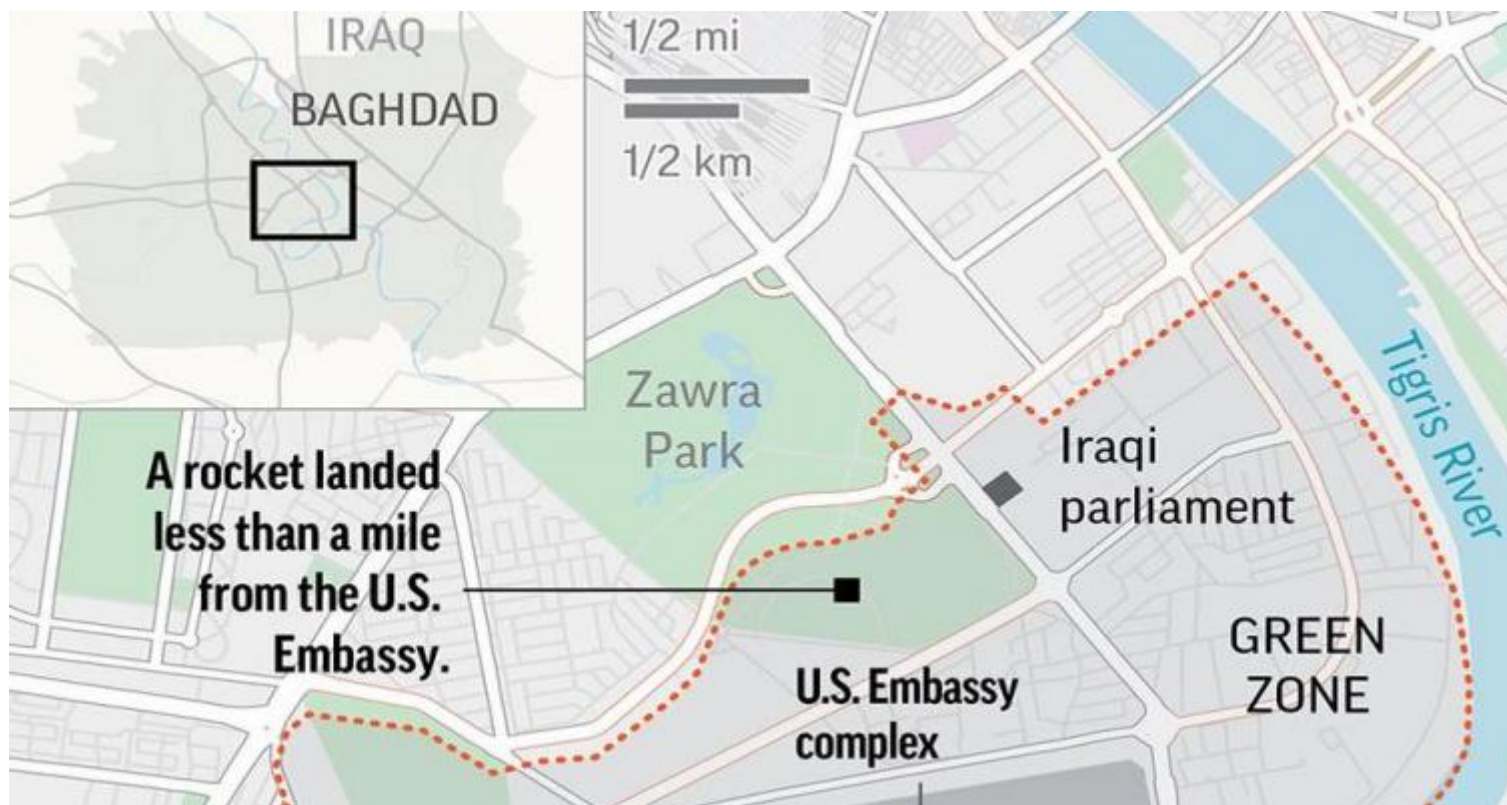 IRAQ
BAGHDAD
1/2 mi
1/2 km
Zawra
Park
A rocket landed
less than a mile
from the U.S.
Embassy.
Iraqi
parliament
Tigris River
GREEN
ZONE
U.S. Embassy
complex